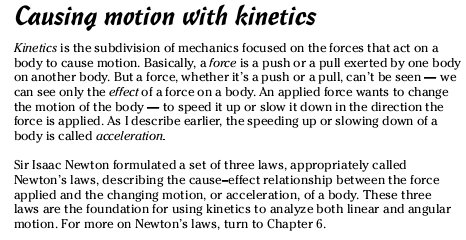 Causing motion with kinetics
Kinetics is the subdivision of mechanics focused on the forces that act on a
body to cause motion. Basically, a force is a push or a pull exerted by one body
on another body. But a force, whether it's a push or a pull, can't be seen — we
can see only the effect of a force on a body. An applied force wants to change
the motion of the body — to speed it up or slow it down in the direction the
force is applied. As I describe earlier, the speeding up or slowing down of a
body is called acceleration.
Sir Isaac Newton formulated a set of three laws, appropriately called
Newton's laws, describing the cause–effect relationship between the force
applied and the changing motion, or acceleration, of a body. These three
laws are the foundation for using kinetics to analyze both linear and angular
motion. For more on Newton's laws, turn to Chapter 6.